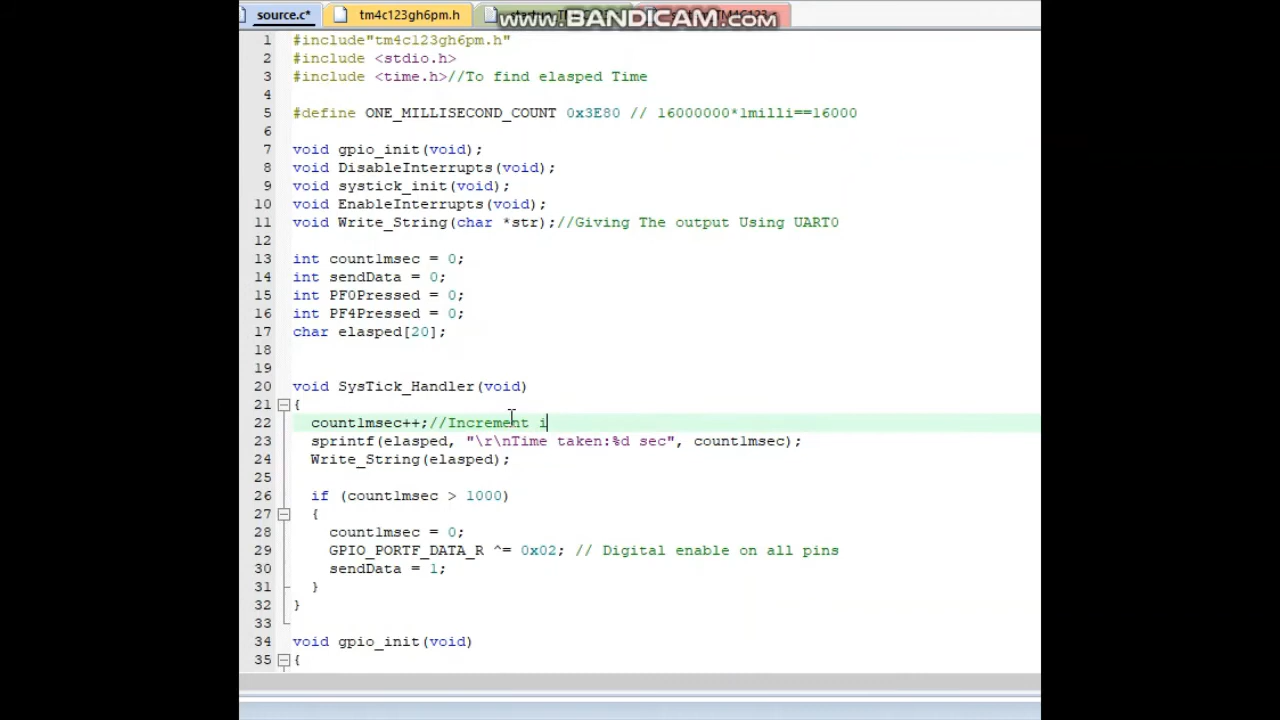 source.c*
tm4c123gh6pm.h
www.BANDICAM.com
1 #include"tm4c123gh6pm.h"
2 #include <stdio.h>
3 #include <time.h>//To find elasped Time
4
5 #define ONE_MILLISECOND_COUNT 0x3E80 // 16000000*1milli==16000
6
7 void gpio_init(void);
8 void DisableInterrupts(void);
9 void systick_init(void);
10 void EnableInterrupts(void);
11 void Write_String(char *str);//Giving The output Using UART0
12
13 int count1msec = 0;
14 int sendData = 0;
15 int PF0Pressed = 0;
16 int PF4Pressed = 0;
17 char elasped[20];
18
19
20 void SysTick_Handler(void)
21 {
22 count1msec++;//Increment i
23 sprintf(elasped, "\r\nTime taken:%d sec", count1msec);
24 Write_String(elasped);
25
26 if (count1msec > 1000)
27 {
28 count1msec = 0;
29 GPIO_PORTF_DATA_R ^= 0x02; // Digital enable on all pins
30 sendData = 1;
31 }
32 }
33
34 void gpio_init(void)
35 {